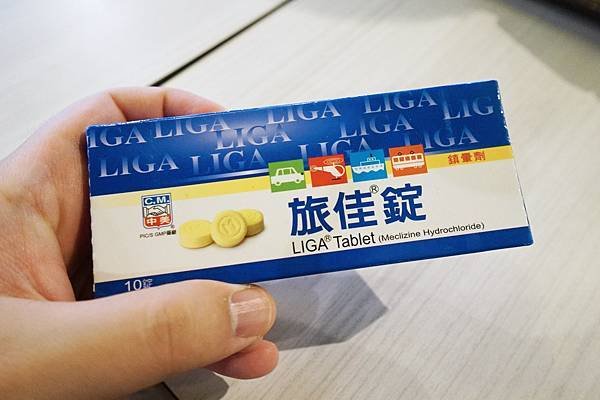 LIGA LIGA LIGA LIGA LIGA
LIGA LIGA LIGA LIGA LIGA
鎮暈劑
C.M.
中美
PIC/S GMP藥廠
旅佳®錠
LIGA® Tablet (Meclizine Hydrochloride)
10錠